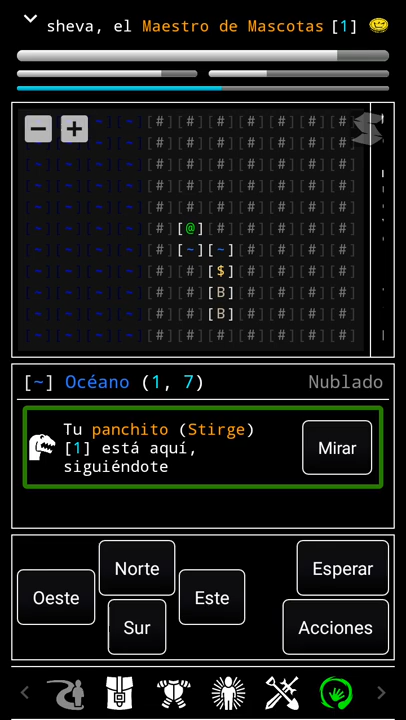 sheva, el Maestro de Mascotas [1]
− +
[~][~][~][~][#][#][#][#][#][#][#]
[~][~][~][~][#][#][#][#][#][#][#]
[~][~][~][~][#][#][#][#][#][#][#]
[~][~][~][~][#][#][#][#][#][#][#]
[~][~][~][~][#][#][#][#][#][#][#]
[~][~][~][~][#][@][#][#][#][#][#]
[~][~][~][~][#][~][~][#][#][#][#]
[~][~][~][~][#][#][$][#][#][#][#]
[~][~][~][~][#][#][B][#][#][#][#]
[~][~][~][~][#][#][B][#][#][#][#]
[~][~][~][~][#][#][#][#][#][#][#]
[~] Océano (1, 7) Nublado
Tu panchito (Stirge)
[1] está aquí,
siguiéndote
Mirar
Norte
Esperar
Oeste
Este
Sur
Acciones